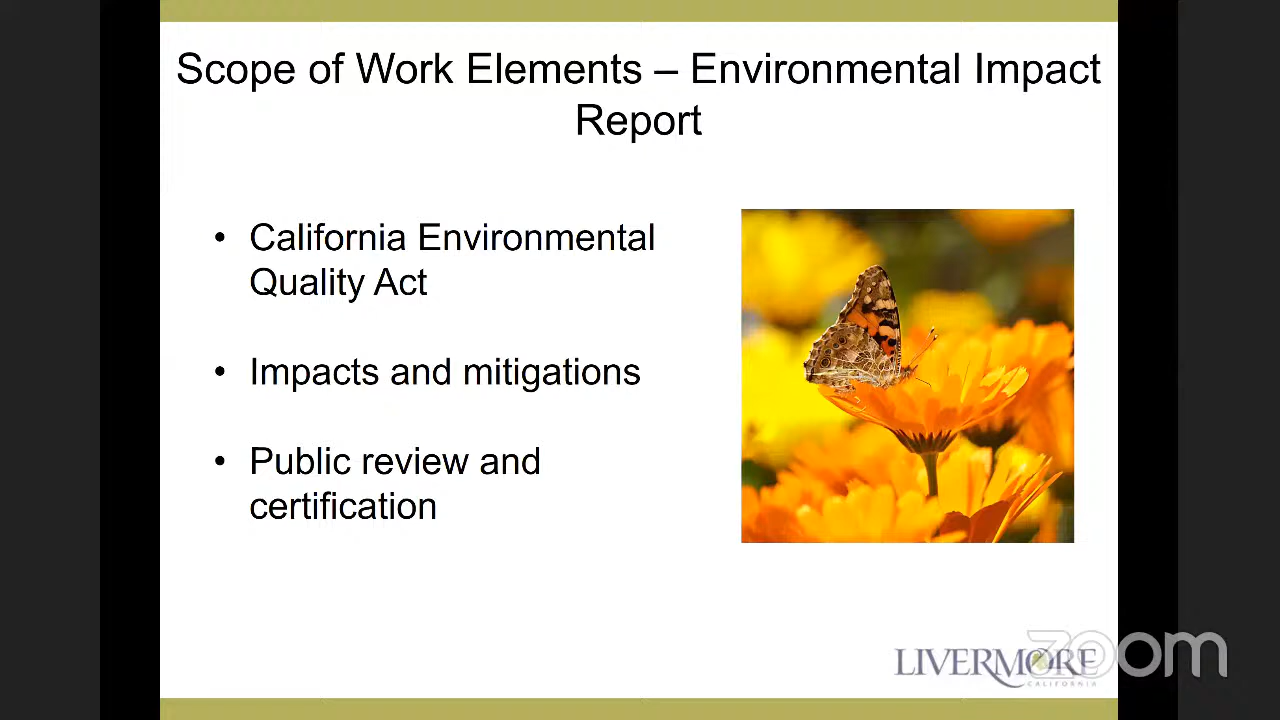 Scope of Work Elements – Environmental Impact
Report
• California Environmental
Quality Act
• Impacts and mitigations
• Public review and
certification
LIVERMORE
CALIFORNIA
zoom